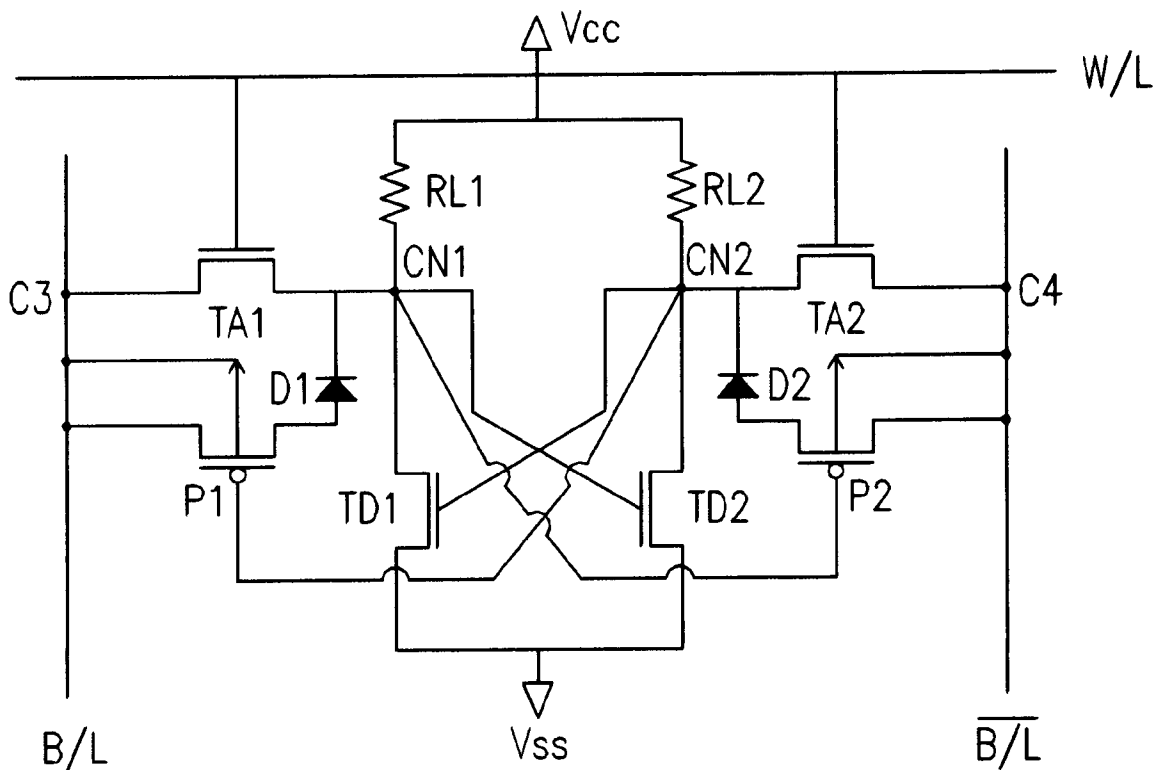 Vcc
W/L
RL1
RL2
CN1
CN2
C3
C4
TA1
TA2
D1
D2
P1
P2
TD1
TD2
Vss
B/L
B/L